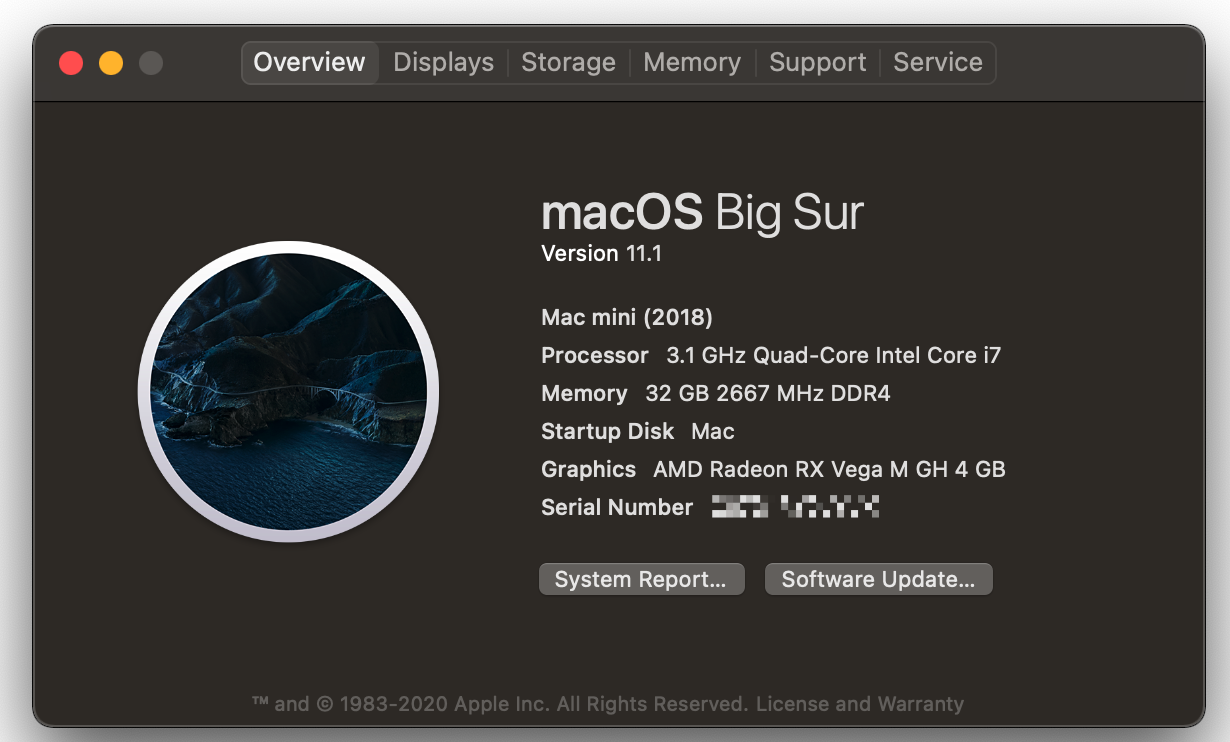 Overview Displays Storage Memory Support Service
macOS Big Sur
Version 11.1
Mac mini (2018)
Processor 3.1 GHz Quad-Core Intel Core i7
Memory 32 GB 2667 MHz DDR4
Startup Disk Mac
Graphics AMD Radeon RX Vega M GH 4 GB
Serial Number
System Report... Software Update...
™ and © 1983-2020 Apple Inc. All Rights Reserved. License and Warranty